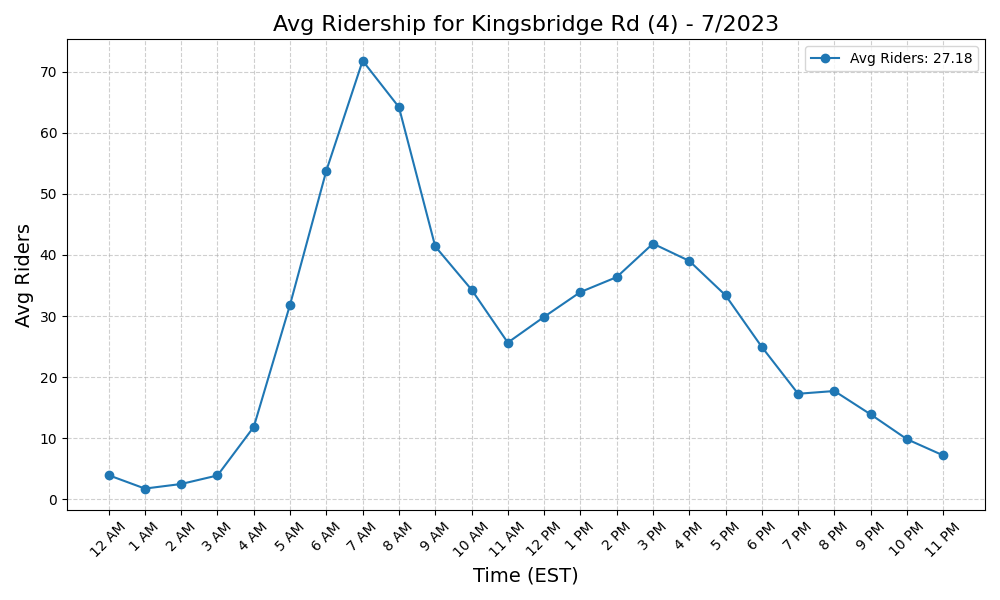 Avg Ridership for Kingsbridge Rd (4) - 7/2023
Avg Riders: 27.18
Avg Riders
70
60
50
40
30
20
10
0
12 AM
1 AM
2 AM
3 AM
4 AM
5 AM
6 AM
7 AM
8 AM
9 AM
10 AM
11 AM
12 PM
1 PM
2 PM
3 PM
4 PM
5 PM
6 PM
7 PM
8 PM
9 PM
10 PM
11 PM
Time (EST)